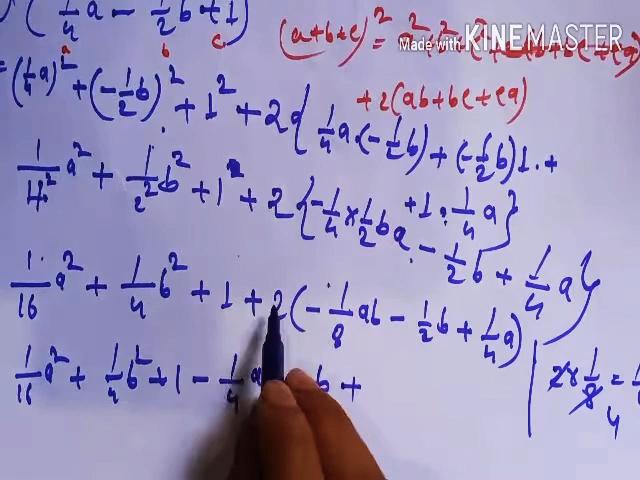 (1/4 a - 1/2 b + 1)
a b c
(a+b+c)² = a² + b² +
Made with KINEMASTER
+ 2(ab+bc+ca)
= (1/4 a)² + (-1/2 b)² + 1² + 2{1/4 a.(-1/2 b) + (-1/2 b)1. +
+1. 1/4 a}
1/4² a² + 1/2² b² + 1² + 2{-1/4 × 1/2 ba - 1/2 b + 1/4 a}
1/16 a² + 1/4 b² + 1 + 2(-1/8 ab - 1/2 b + 1/4 a)
1/16 a² + 1/4 b² + 1 - 1/4 a b +
2 × 1/8 =
4